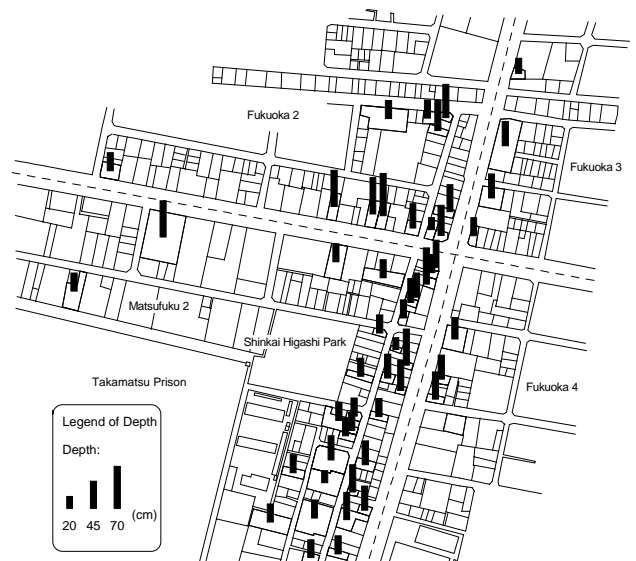 Fukuoka 2
Fukuoka 3
Matsufuku 2
Shinkai Higashi Park
Takamatsu Prison
Fukuoka 4
Legend of Depth
Depth:
(cm)
20 45 70